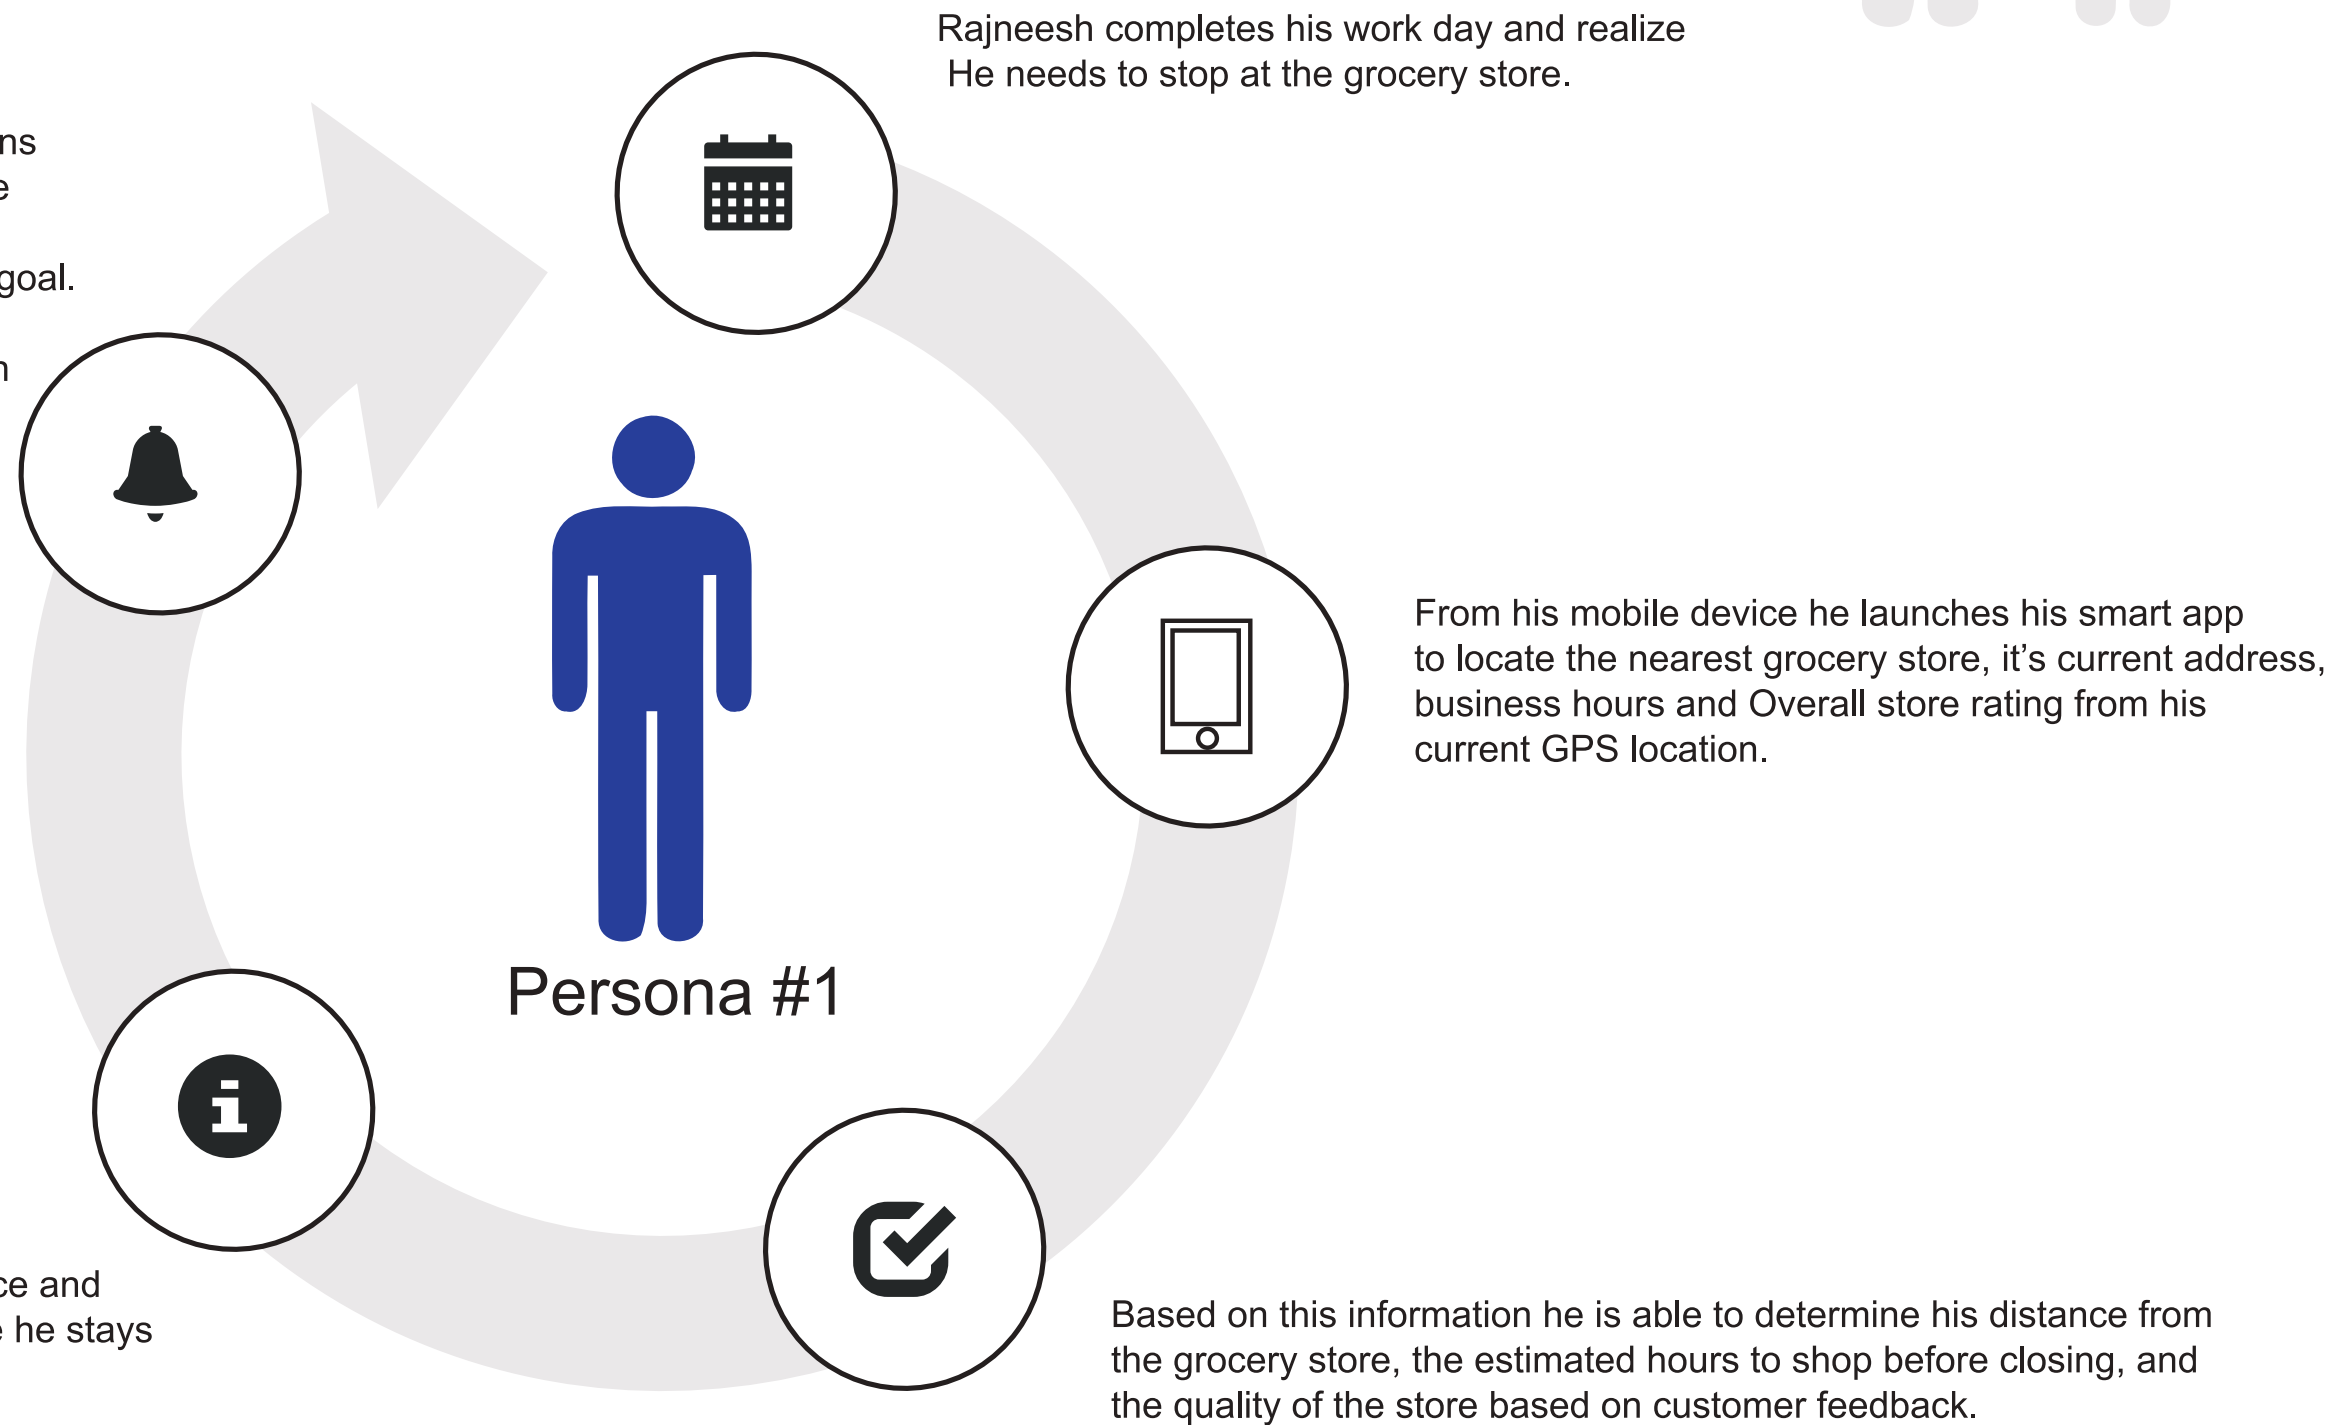 Rajneesh completes his work day and realize
He needs to stop at the grocery store.
From his mobile device he launches his smart app
to locate the nearest grocery store, it’s current address,
business hours and Overall store rating from his
current GPS location.
Based on this information he is able to determine his distance from
the grocery store, the estimated hours to shop before closing, and
the quality of the store based on customer feedback.
and
he stays
goal.
Persona #1